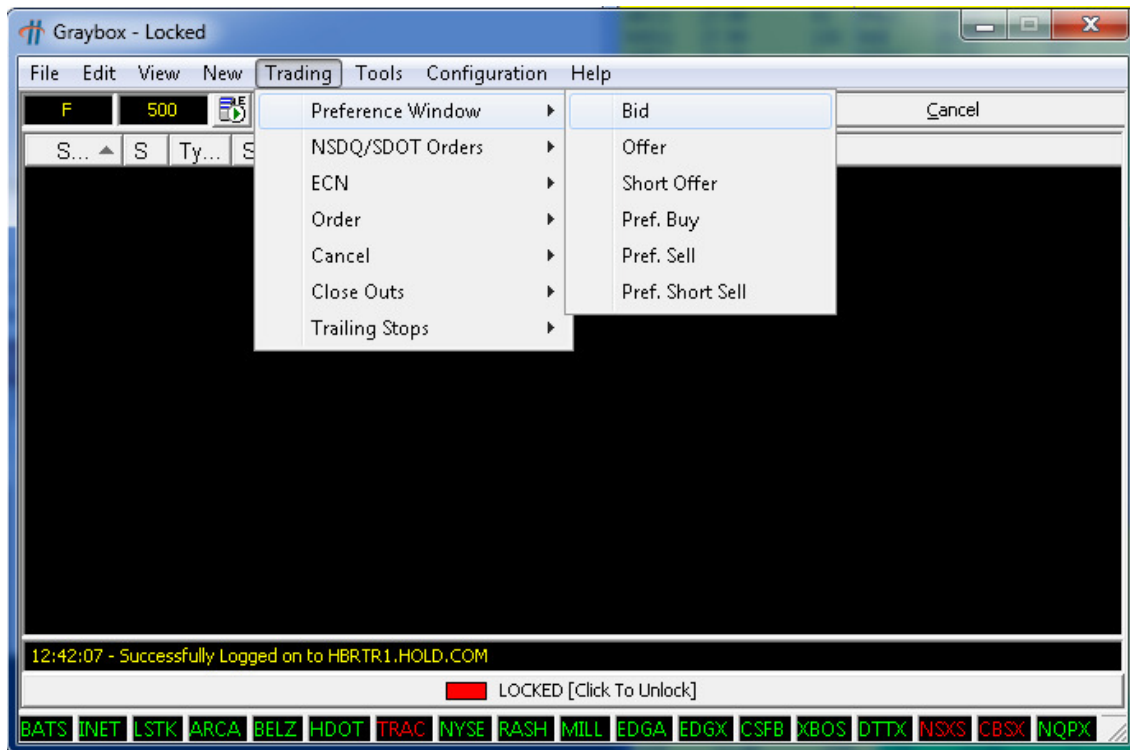 Graybox - Locked
File Edit View New Trading Tools Configuration Help
F 500 Cancel
S... S Ty... S
Preference Window
NSDQ/SDOT Orders
ECN
Order
Cancel
Close Outs
Trailing Stops
Bid
Offer
Short Offer
Pref. Buy
Pref. Sell
Pref. Short Sell
12:42:07 - Successfully Logged on to HBRTR1.HOLD.COM
LOCKED [Click To Unlock]
BATS INET LSTK ARCA BELZ HDOT TRAC NYSE RASH MILL EDGA EDGX CSFB XBOS DTTX NSXS CBSX NQPX